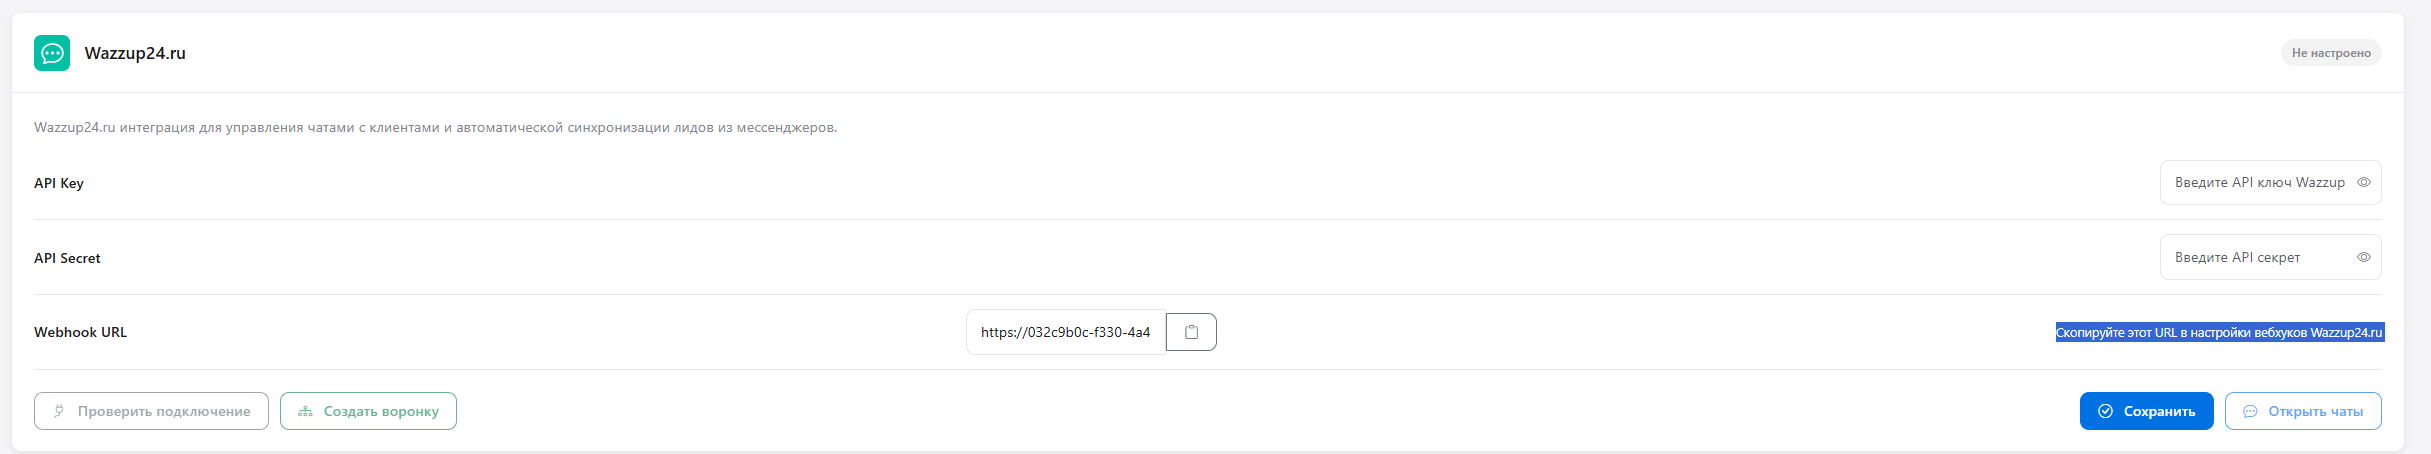 Wazzup24.ru
Не настроено
Wazzup24.ru интеграция для управления чатами с клиентами и автоматической синхронизации лидов из мессенджеров.
API Key
Введите API ключ Wazzup
API Secret
Введите API секрет
Webhook URL
https://032c9b0c-f330-4a4
Скопируйте этот URL в настройки вебхуков Wazzup24.ru
Проверить подключение
Создать воронку
Сохранить
Открыть чаты